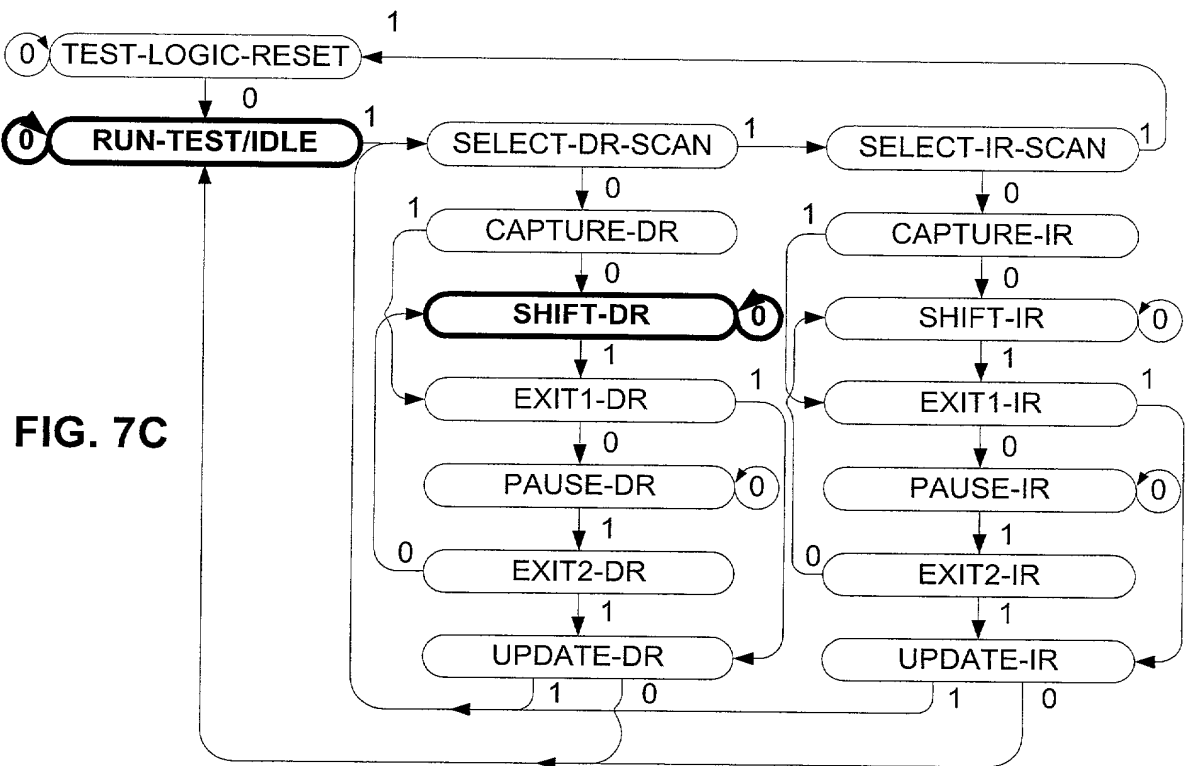 1
0 TEST-LOGIC-RESET
0
0 RUN-TEST/IDLE 1 SELECT-DR-SCAN 1 SELECT-IR-SCAN 1
0 0
1 CAPTURE-DR 1 CAPTURE-IR
0 0
SHIFT-DR 0 SHIFT-IR 0
1 1
EXIT1-DR 1 EXIT1-IR 1
FIG. 7C
0 0
PAUSE-DR 0 PAUSE-IR 0
1 1
0 EXIT2-DR 0 EXIT2-IR
1 1
UPDATE-DR UPDATE-IR
1 0 1 0